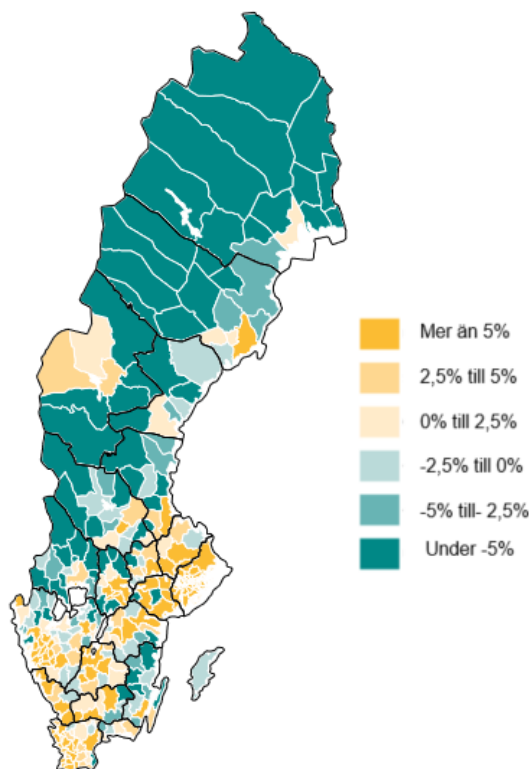 Mer än 5%
2,5% till 5%
0% till 2,5%
-2,5% till 0%
-5% till- 2,5%
Under -5%